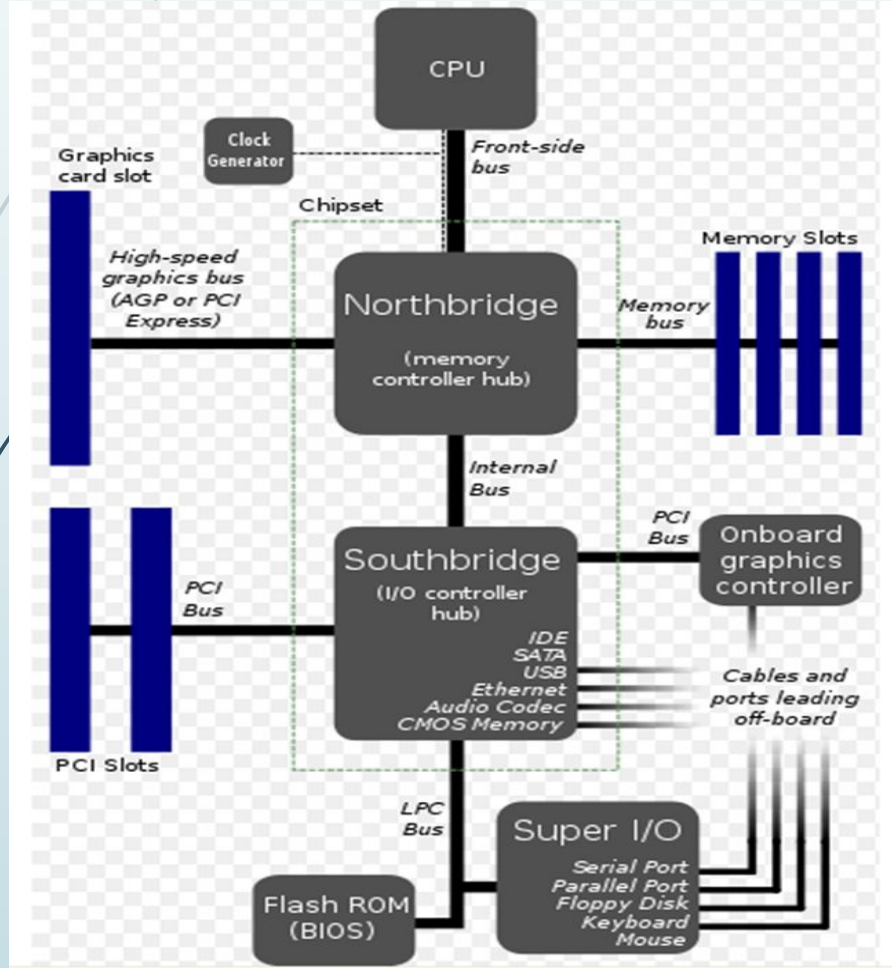 CPU
Clock
Generator
Front-side
bus
Graphics
card slot
Chipset
High-speed
graphics bus
(AGP or PCI
Express)
Northbridge
(memory
controller hub)
Memory Slots
Memory
bus
Internal
Bus
Southbridge
(I/O controller
hub)
IDE
SATA
USB
Ethernet
Audio Codec
CMOS Memory
PCI
Bus
Onboard
graphics
controller
PCI
Bus
PCI Slots
Cables and
ports leading
off-board
LPC
Bus
Super I/O
Serial Port
Parallel Port
Floppy Disk
Keyboard
Mouse
Flash ROM
(BIOS)